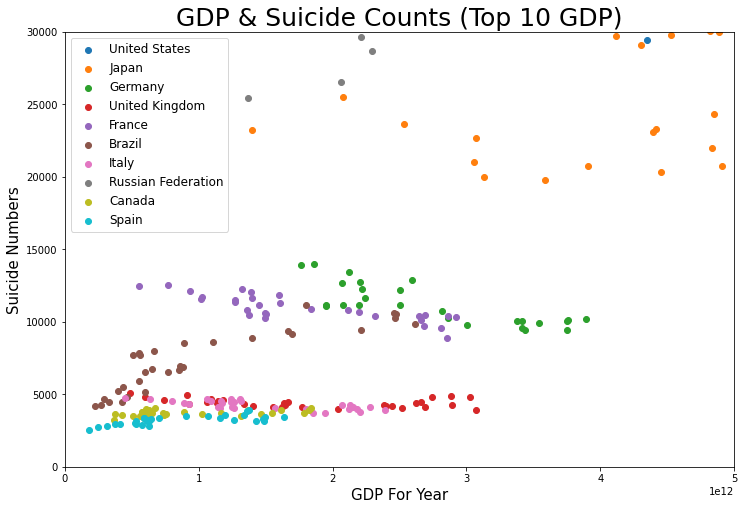 GDP & Suicide Counts (Top 10 GDP)
30000
25000
20000
15000
10000
5000
0
Suicide Numbers
United States
Japan
Germany
United Kingdom
France
Brazil
Italy
Russian Federation
Canada
Spain
0 1 2 3 4 5
1e12
GDP For Year